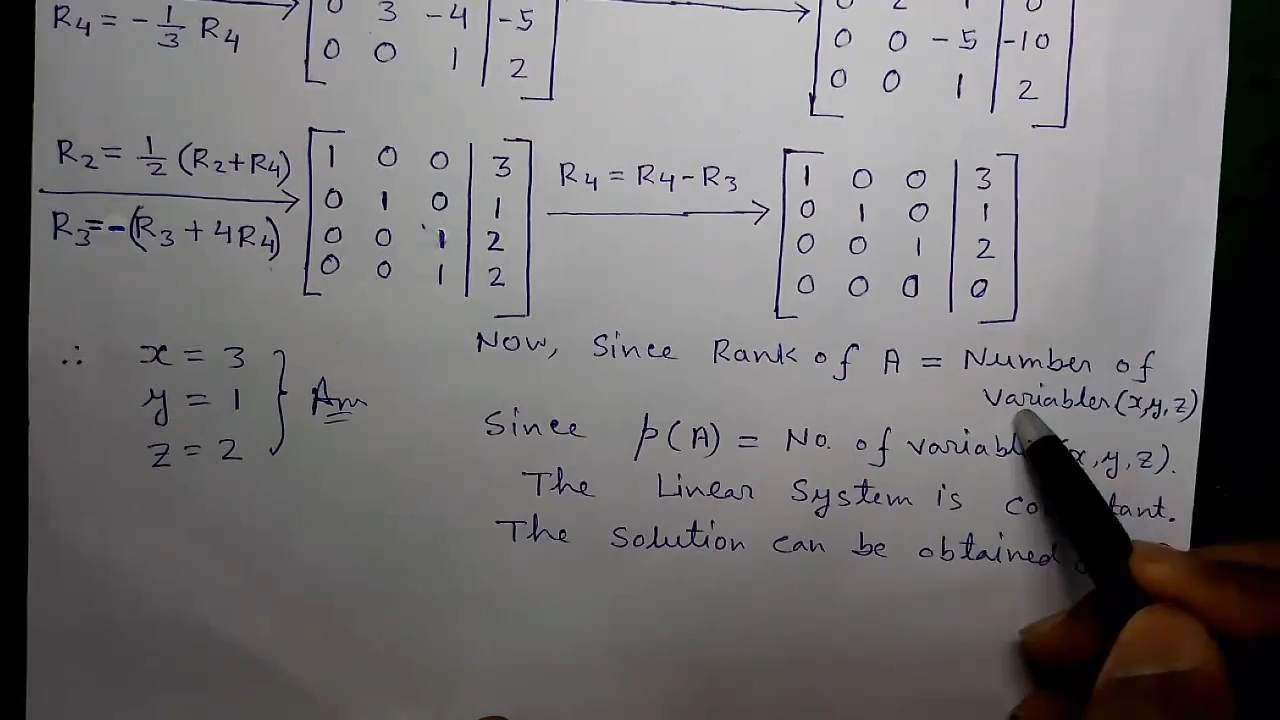 R4 = - 1/3 R4
0 3 -4 | -5
0 0 1 | 2
0 0 -5 | -10
0 0 1 | 2
R2 = 1/2 (R2+R4)
R3 = -(R3 + 4R4)
1 0 0 | 3
0 1 0 | 1
0 0 1 | 2
0 0 1 | 2
R4 = R4 - R3
1 0 0 | 3
0 1 0 | 1
0 0 1 | 2
0 0 0 | 0
∴ x = 3
y = 1
z = 2
Ans
Now, Since Rank of A = Number of
Variables (x,y,z)
Since p(A) = No. of variabl (x,y,z).
The Linear System is co tant.
The solution can be obtained